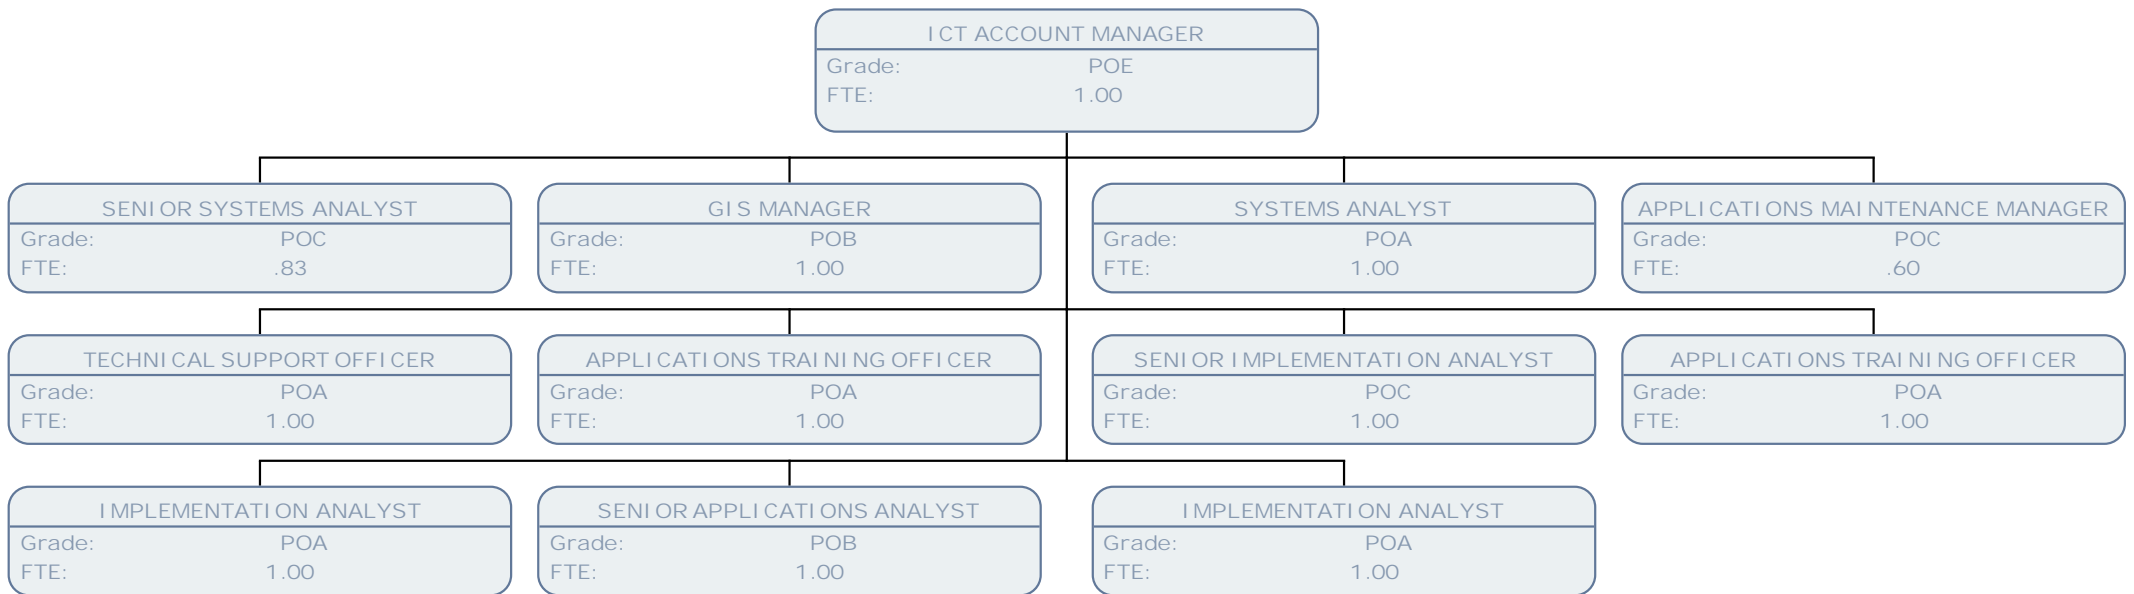 ICT ACCOUNT MANAGER
Grade: POE
FTE: 1.00
SENIOR SYSTEMS ANALYST
Grade: POC
FTE: .83
GIS MANAGER
Grade: POB
FTE: 1.00
SYSTEMS ANALYST
Grade: POA
FTE: 1.00
APPLICATIONS MAINTENANCE MANAGER
Grade: POC
FTE: .60
TECHNICAL SUPPORT OFFICER
Grade: POA
FTE: 1.00
APPLICATIONS TRAINING OFFICER
Grade: POA
FTE: 1.00
SENIOR IMPLEMENTATION ANALYST
Grade: POC
FTE: 1.00
APPLICATIONS TRAINING OFFICER
Grade: POA
FTE: 1.00
IMPLEMENTATION ANALYST
Grade: POA
FTE: 1.00
SENIOR APPLICATIONS ANALYST
Grade: POB
FTE: 1.00
IMPLEMENTATION ANALYST
Grade: POA
FTE: 1.00